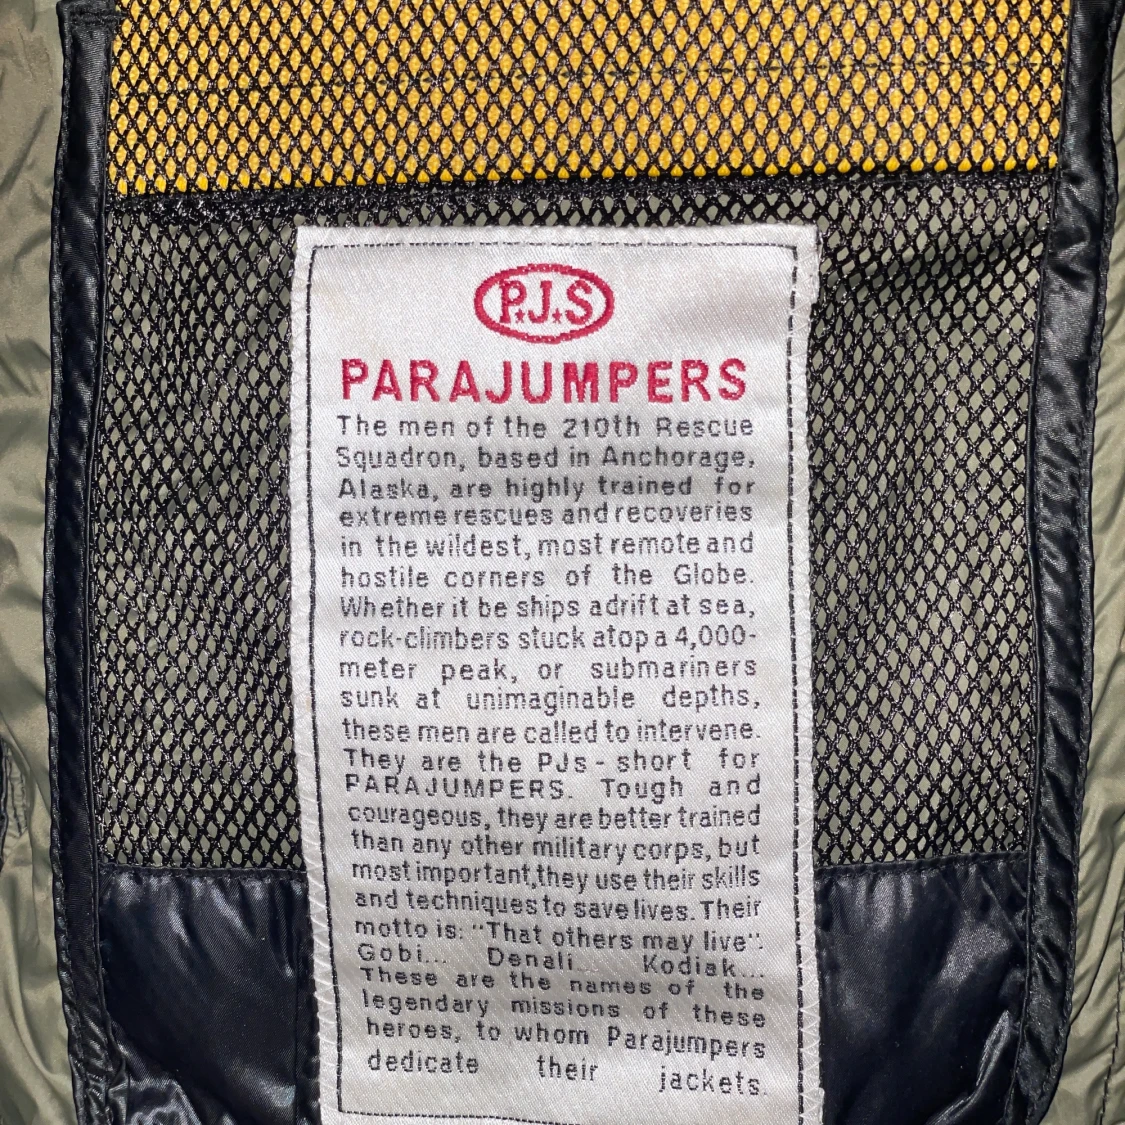 P.J.S
PARAJUMPERS
The men of the 210th Rescue
Squadron, based in Anchorage,
Alaska, are highly trained for
extreme rescues and recoveries
in the wildest, most remote and
hostile corners of the Globe.
Whether it be ships adrift at sea,
rock-climbers stuck atop a 4,000-
meter peak, or submariners
sunk at unimaginable depths,
these men are called to intervene.
They are the PJs - short for
PARAJUMPERS. Tough and
courageous, they are better trained
than any other military corps, but
most important,they use their skills
and techniques to save lives. Their
motto is: "That others may live".
Gobi... Denali... Kodiak...
These are the names of the
legendary missions of these
heroes, to whom Parajumpers
dedicate their jackets.